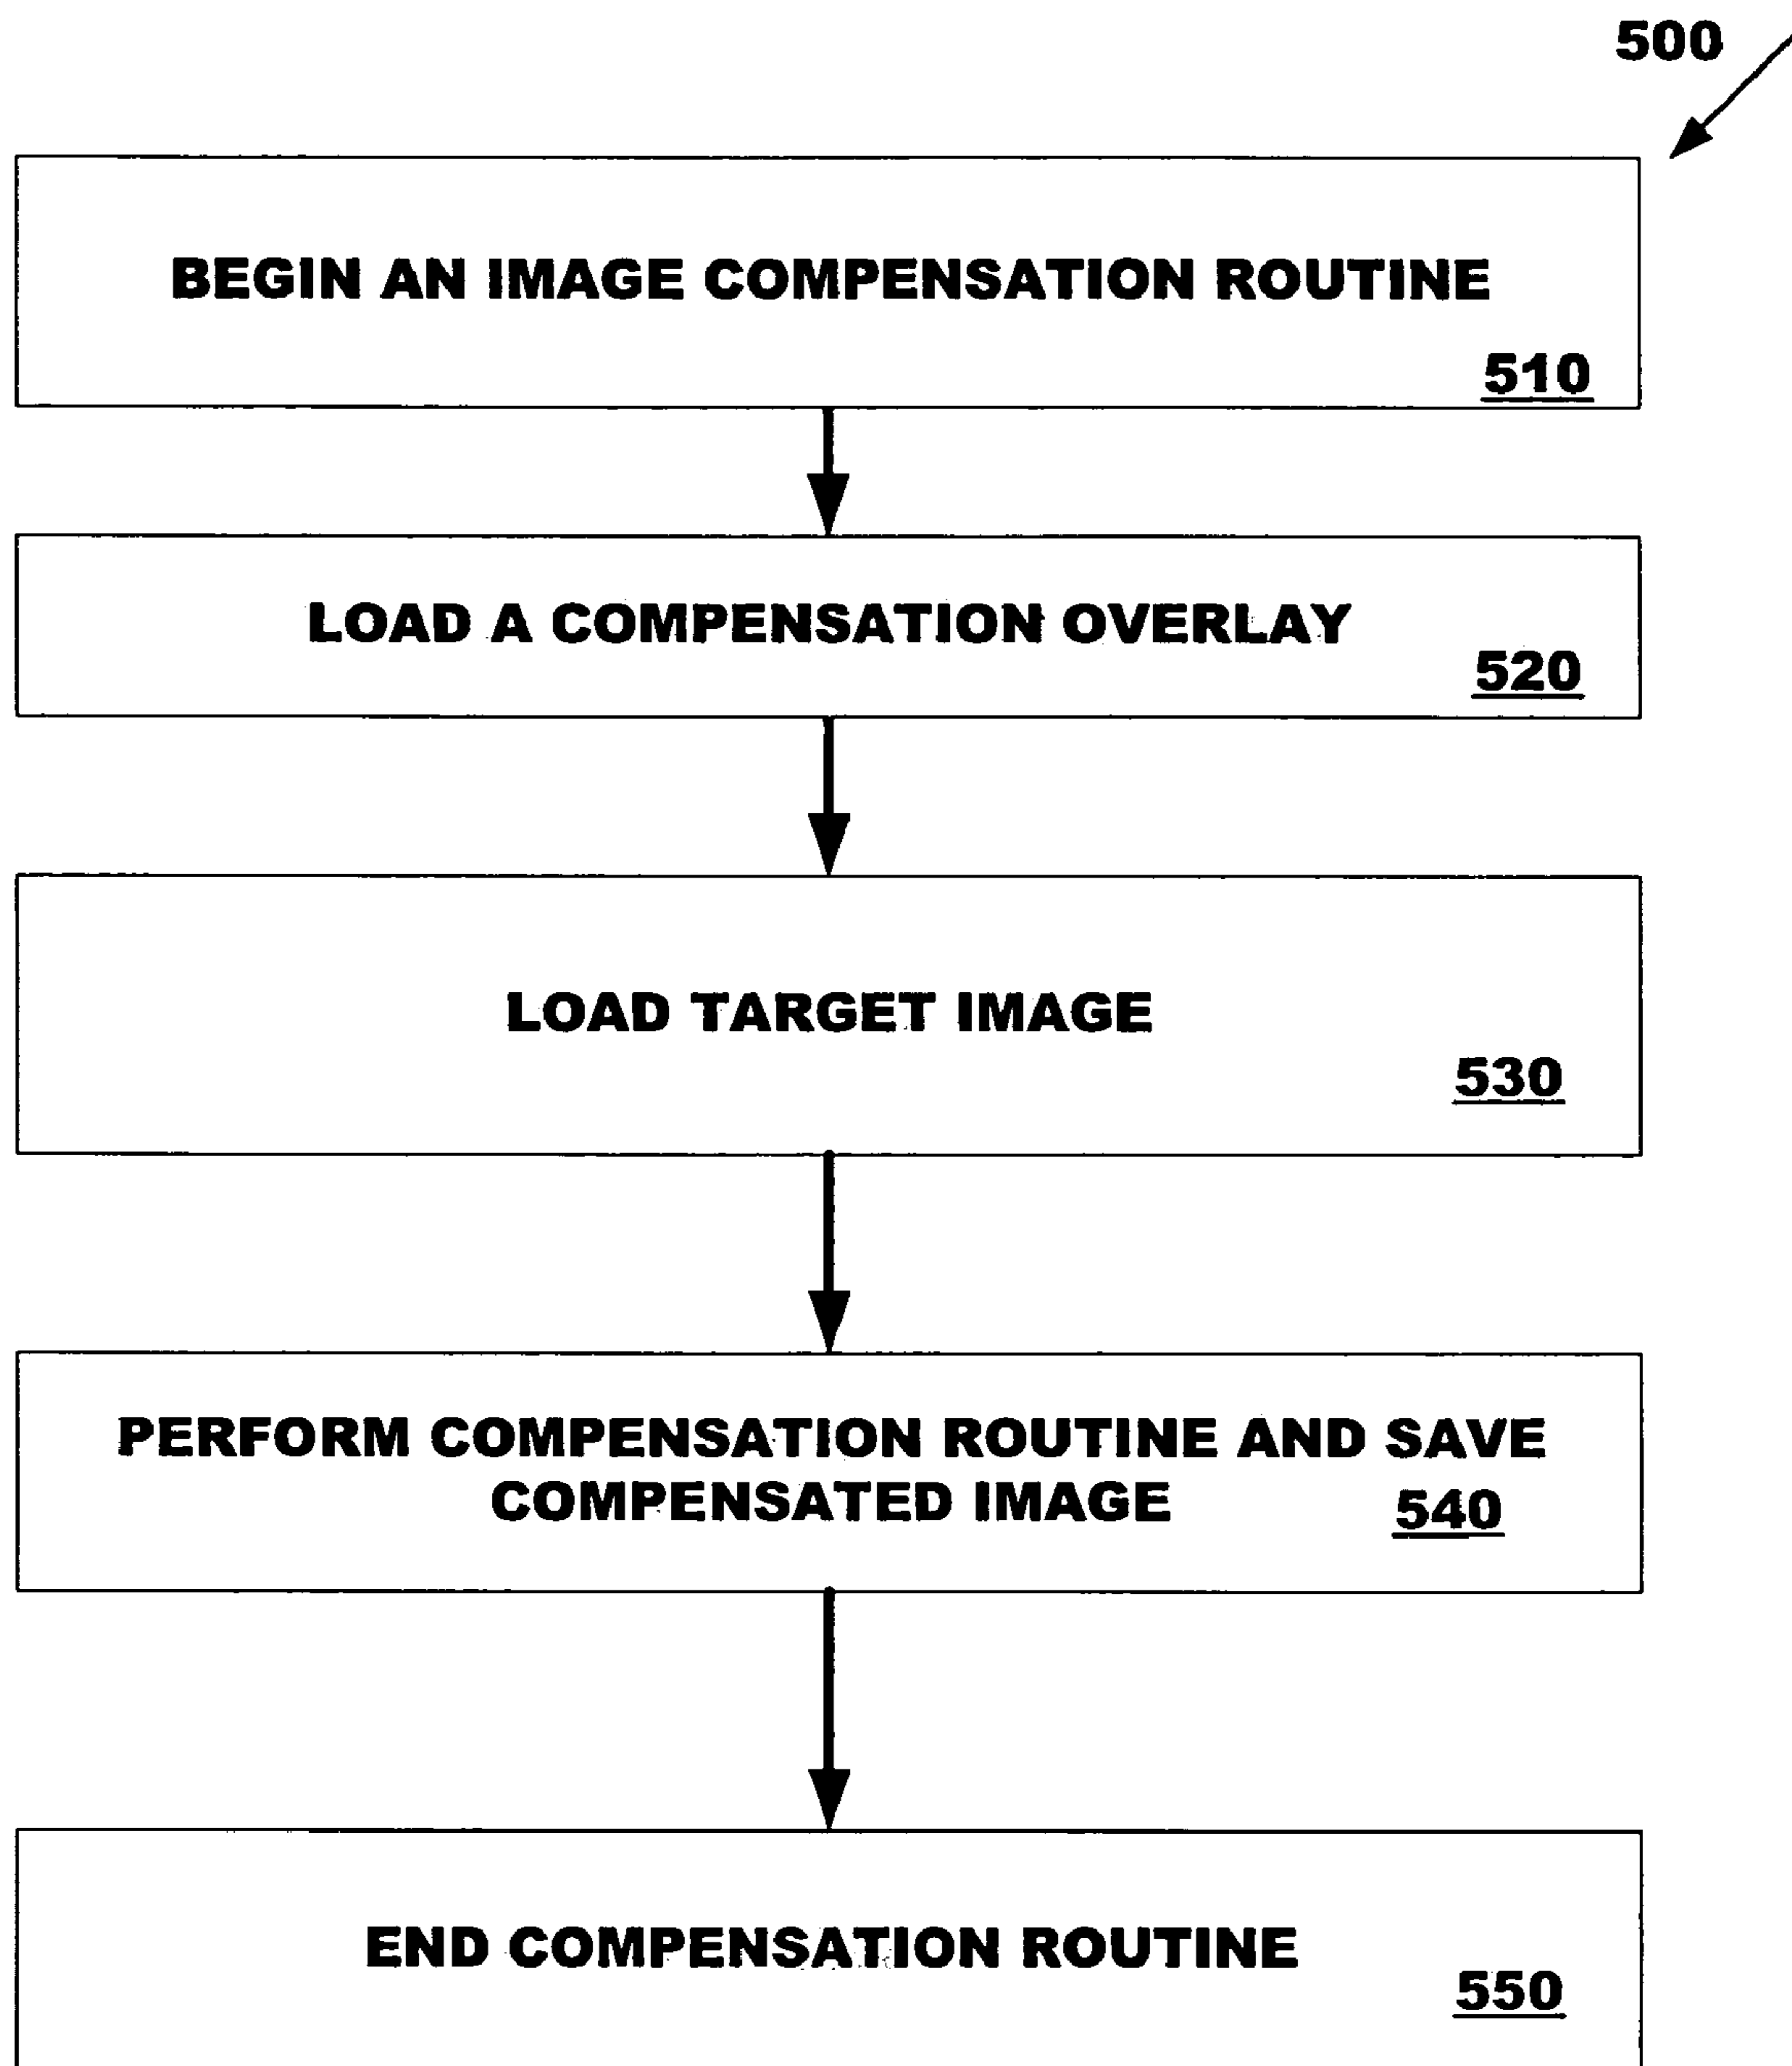 500
BEGIN AN IMAGE COMPENSATION ROUTINE
510
LOAD A COMPENSATION OVERLAY
520
LOAD TARGET IMAGE
530
PERFORM COMPENSATION ROUTINE AND SAVE
COMPENSATED IMAGE 540
END COMPENSATION ROUTINE
550